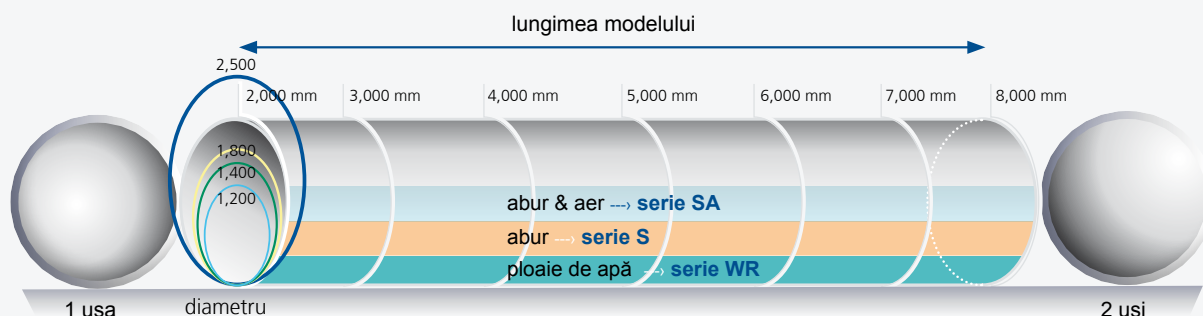 lungimea modelului
2,500
2,000 mm
3,000 mm
4,000 mm
5,000 mm
6,000 mm
7,000 mm
8,000 mm
1,800
1,400
1,200
abur & aer ---› serie SA
abur ---› serie S
ploaie de apă ---› serie WR
1 usa
diametru
2 usi